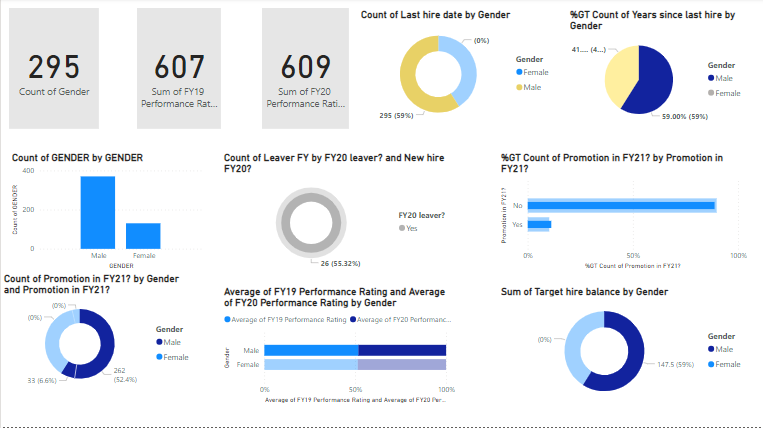 295
Count of Gender
607
Sum of FY19
Performance Rat...
609
Sum of FY20
Performance Rati...
Count of Last hire date by Gender
(0%)
295 (59%)
Gender
Female
Male
%GT Count of Years since last hire by
Gender
41.... (4...)
59.00% (59%)
Gender
Male
Female
Count of GENDER by GENDER
Count of GENDER
400
200
0
Male
Female
GENDER
Count of Leaver FY by FY20 leaver? and New hire
FY20?
26 (55.32%)
FY20 leaver?
Yes
%GT Count of Promotion in FY21? by Promotion in
FY21?
Promotion in FY21?
No
Yes
0%
50%
100%
%GT Count of Promotion in FY21?
Count of Promotion in FY21? by Gender
and Promotion in FY21?
(0%)
(0%)
33 (6.6%)
262
(52.4%)
Gender
Male
Female
Average of FY19 Performance Rating and Average
of FY20 Performance Rating by Gender
Average of FY19 Performance Rating
Average of FY20 Performanc...
Gender
Male
Female
0%
50%
100%
Average of FY19 Performance Rating and Average of FY20 Per...
Sum of Target hire balance by Gender
(0%)
147.5 (59%)
Gender
Male
Female